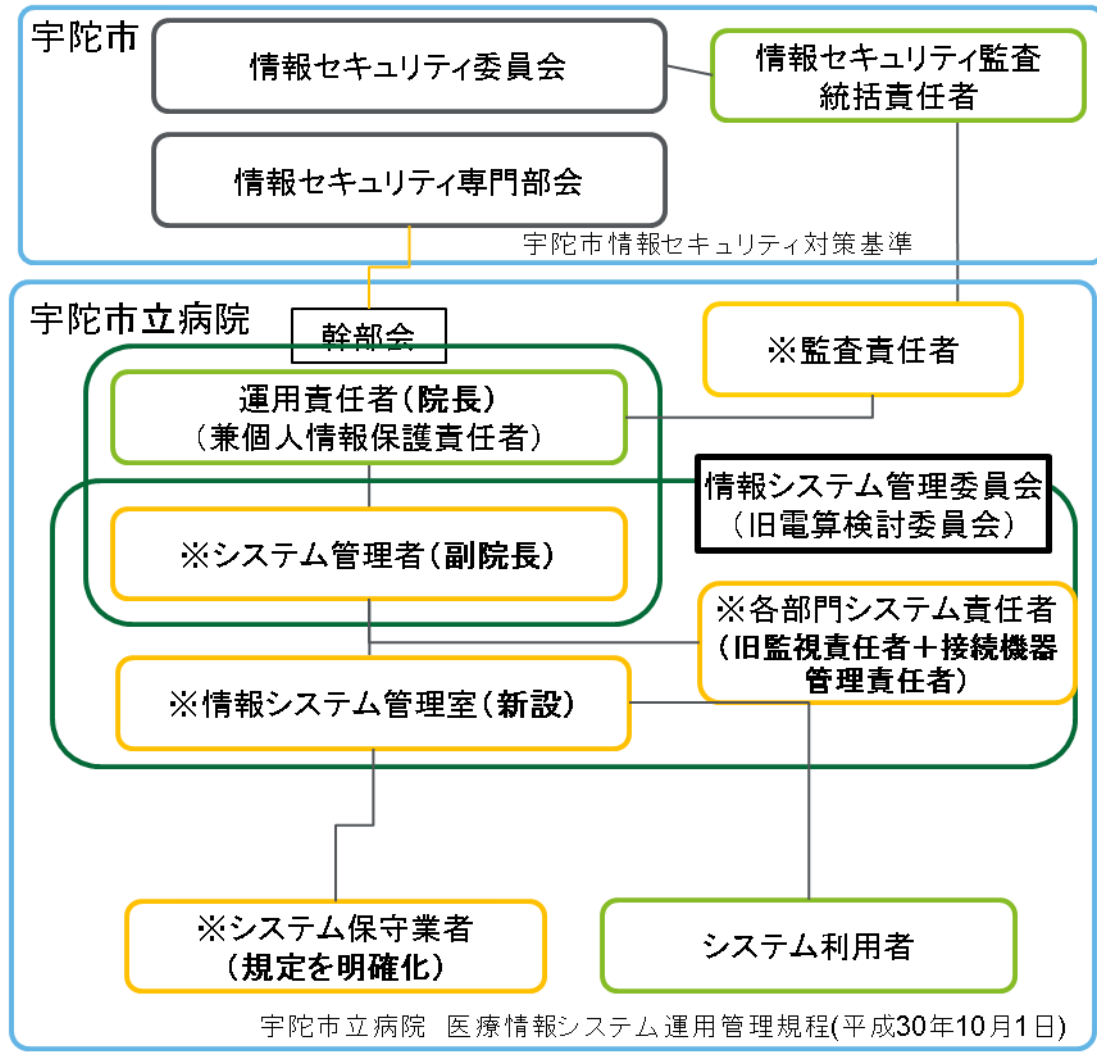 宇陀市
情報セキュリティ委員会
情報セキュリティ監査
統括責任者
情報セキュリティ専門部会
宇陀市情報セキュリティ対策基準
宇陀市立病院
幹部会
※監査責任者
運用責任者(院長)
(兼個人情報保護責任者)
情報システム管理委員会
(旧電算検討委員会)
※システム管理者(副院長)
※各部門システム責任者
(旧監視責任者+接続機器
管理責任者)
※情報システム管理室(新設)
※システム保守業者
(規定を明確化)
システム利用者
宇陀市立病院 医療情報システム運用管理規程(平成30年10月1日)